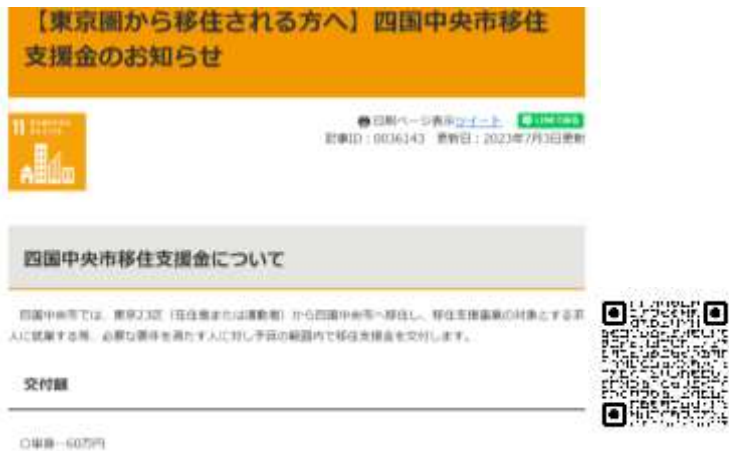 【東京圏から移住される方へ】四国中央市移住
支援金のお知らせ
11
印刷ページ表示 ツイート
記事ID:0036143 更新日:2023年7月3日更新
四国中央市移住支援金について
四国中央市では、東京23区(在住者または通勤者)から四国中央市へ移住し、移住支援事業の対象とする求
人に就業する等、必要な要件を満たす人に対し予算の範囲内で移住支援金を交付します。
交付額
○単身…60万円